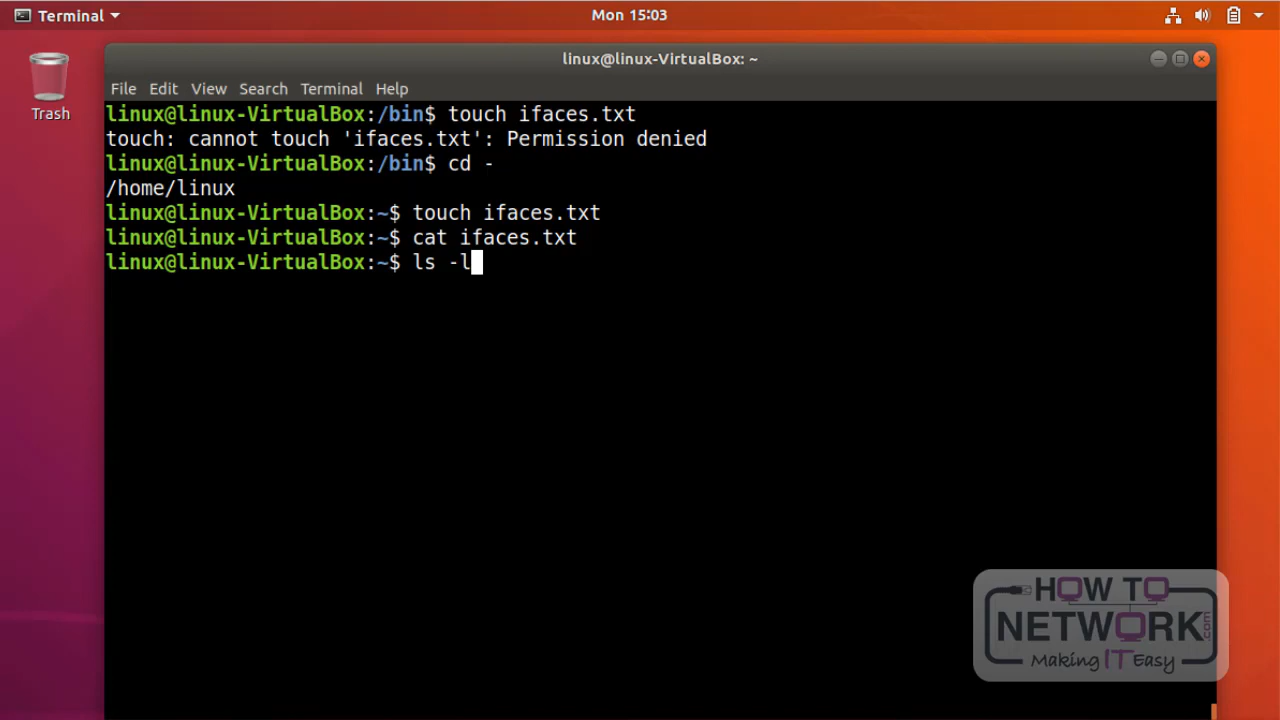 Terminal
Mon 15:03
Trash
linux@linux-VirtualBox: ~
File Edit View Search Terminal Help
linux@linux-VirtualBox:/bin$ touch ifaces.txt
touch: cannot touch 'ifaces.txt': Permission denied
linux@linux-VirtualBox:/bin$ cd -
/home/linux
linux@linux-VirtualBox:~$ touch ifaces.txt
linux@linux-VirtualBox:~$ cat ifaces.txt
linux@linux-VirtualBox:~$ ls -l
HOW TO
NETWORK.com
Making IT Easy